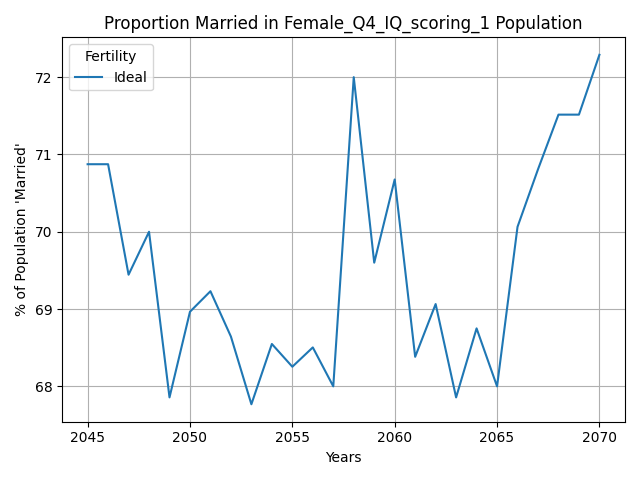 Proportion Married in Female_Q4_IQ_scoring_1 Population
Fertility
Ideal
% of Population 'Married'
72
71
70
69
68
2045
2050
2055
2060
2065
2070
Years